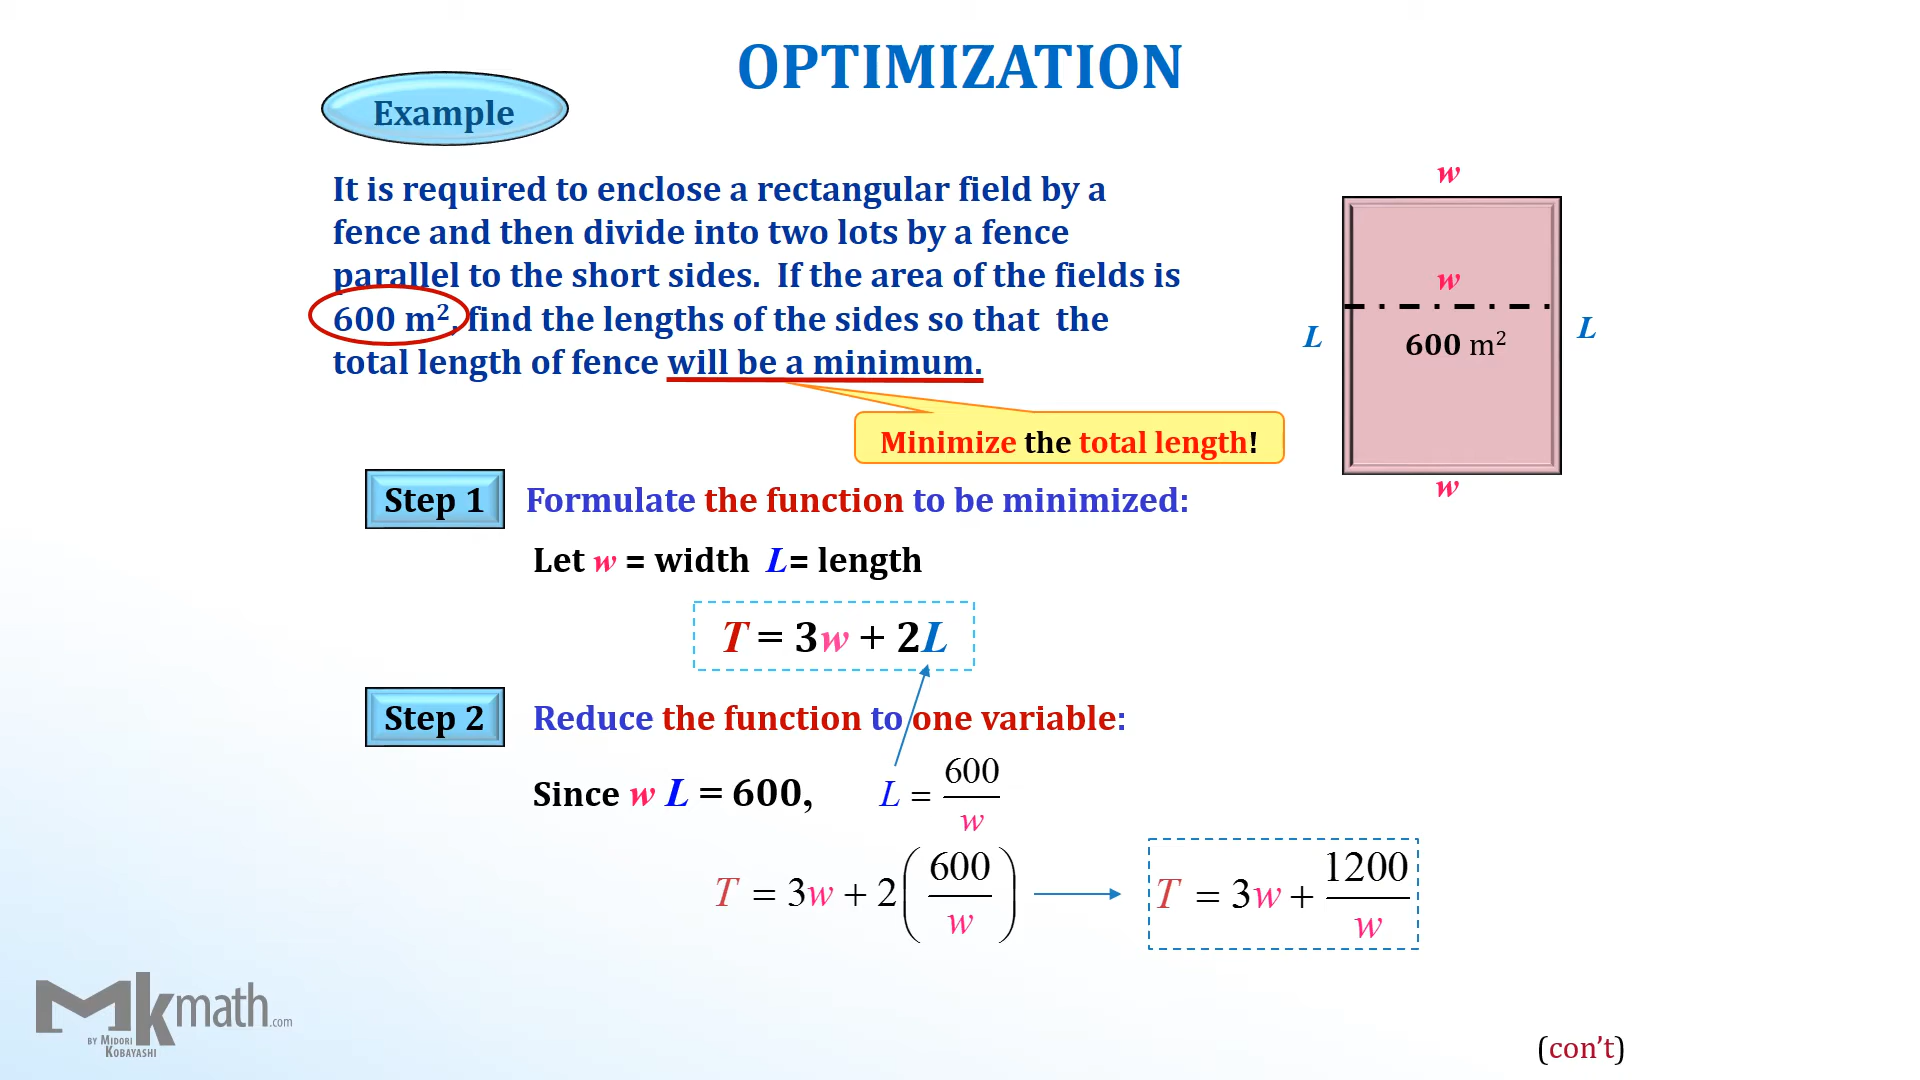 OPTIMIZATION
Example
It is required to enclose a rectangular field by a
fence and then divide into two lots by a fence
parallel to the short sides. If the area of the fields is
600 m², find the lengths of the sides so that the
total length of fence will be a minimum.
w
w
L
600 m²
L
w
Minimize the total length!
Step 1 Formulate the function to be minimized:
Let w = width L= length
T = 3w + 2L
Step 2 Reduce the function to one variable:
Since w L = 600, L = 600/w
T = 3w + 2(600/w) T = 3w + 1200/w
Mkmath.com
BY MIDORI
KOBAYASHI
(con't)